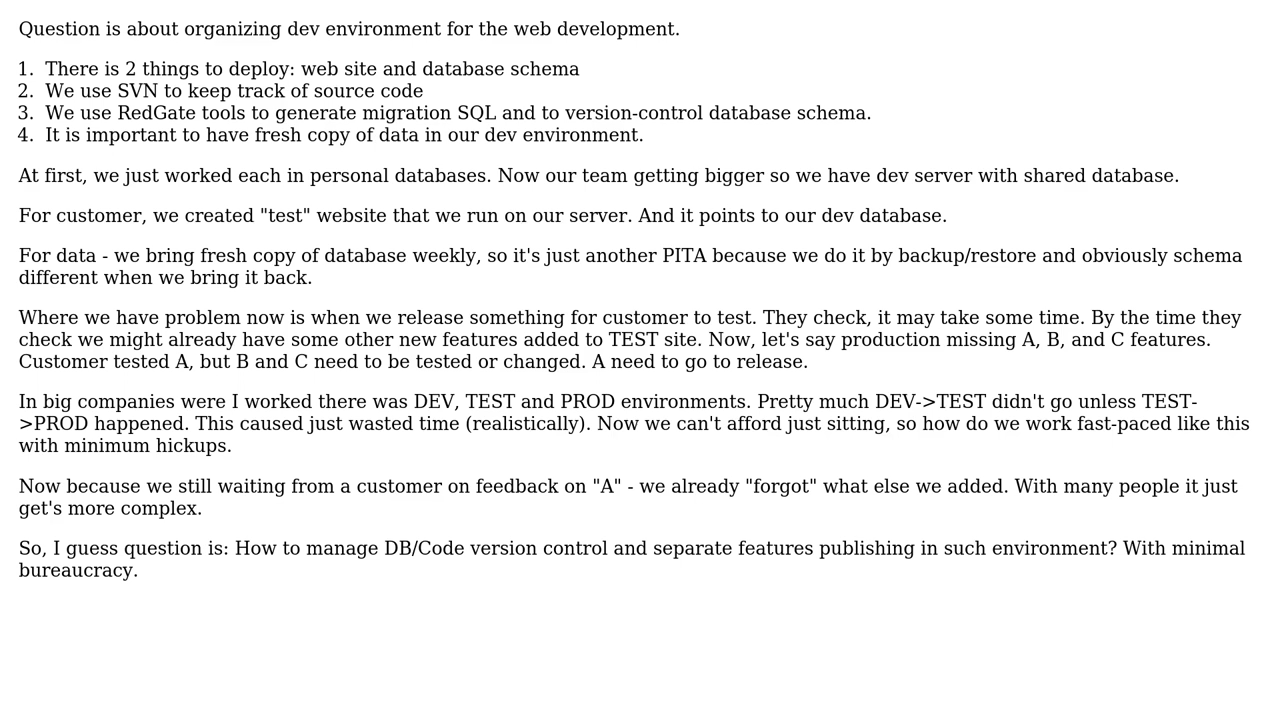 Question is about organizing dev environment for the web development.
1. There is 2 things to deploy: web site and database schema
2. We use SVN to keep track of source code
3. We use RedGate tools to generate migration SQL and to version-control database schema.
4. It is important to have fresh copy of data in our dev environment.
At first, we just worked each in personal databases. Now our team getting bigger so we have dev server with shared database.
For customer, we created "test" website that we run on our server. And it points to our dev database.
For data - we bring fresh copy of database weekly, so it's just another PITA because we do it by backup/restore and obviously schema
different when we bring it back.
Where we have problem now is when we release something for customer to test. They check, it may take some time. By the time they
check we might already have some other new features added to TEST site. Now, let's say production missing A, B, and C features.
Customer tested A, but B and C need to be tested or changed. A need to go to release.
In big companies were I worked there was DEV, TEST and PROD environments. Pretty much DEV->TEST didn't go unless TEST-
>PROD happened. This caused just wasted time (realistically). Now we can't afford just sitting, so how do we work fast-paced like this
with minimum hickups.
Now because we still waiting from a customer on feedback on "A" - we already "forgot" what else we added. With many people it just
get's more complex.
So, I guess question is: How to manage DB/Code version control and separate features publishing in such environment? With minimal
bureaucracy.